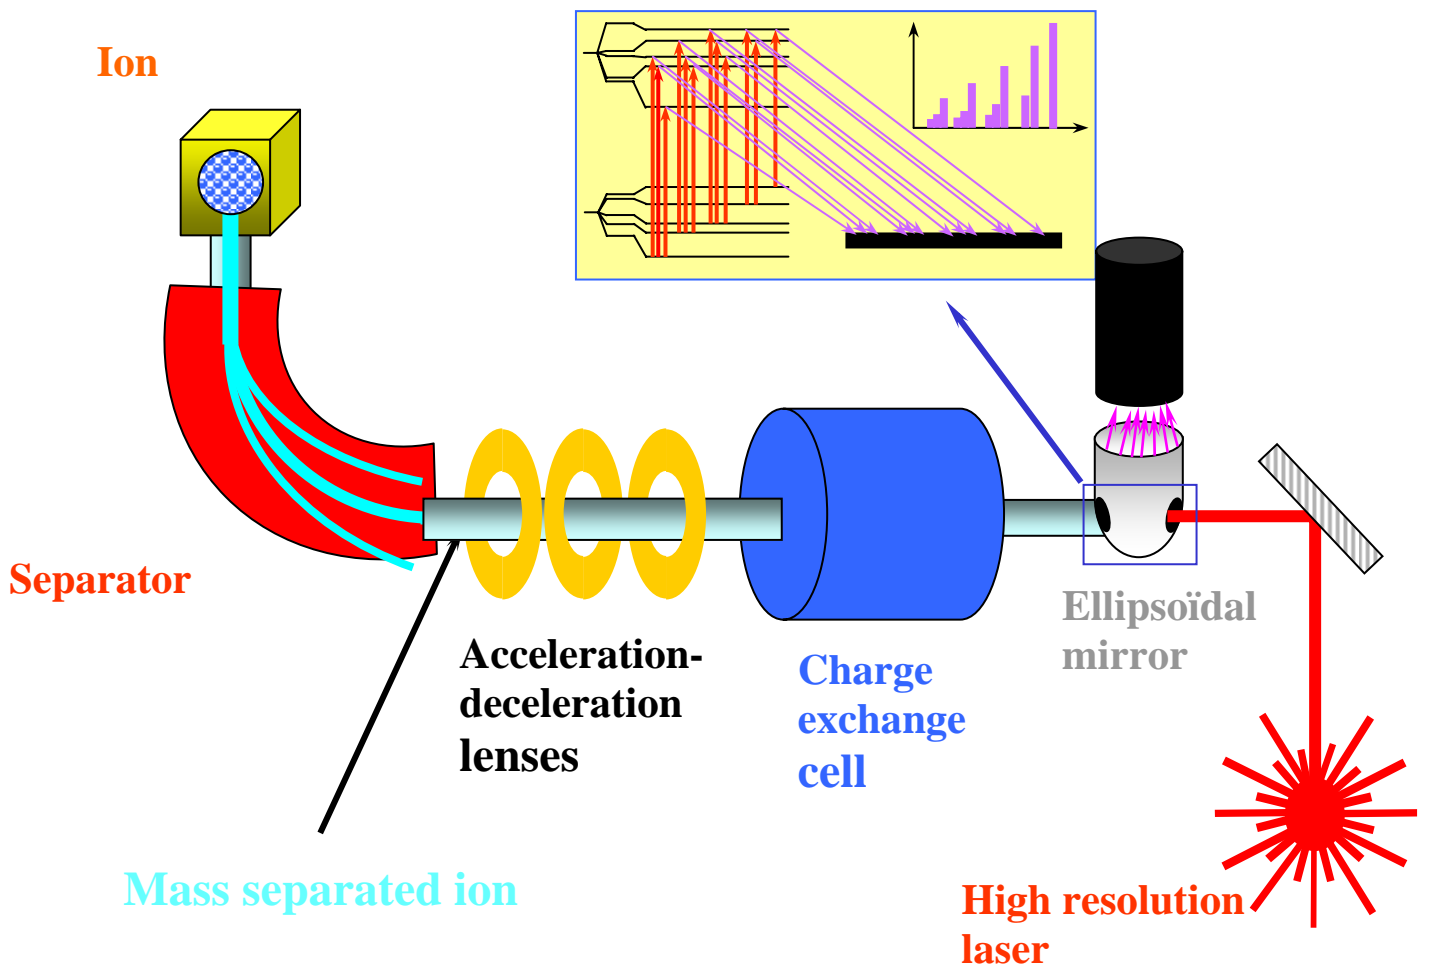 Ion
Separator
Acceleration-
deceleration
lenses
Charge
exchange
cell
Ellipsoïdal
mirror
Mass separated ion
High resolution
laser